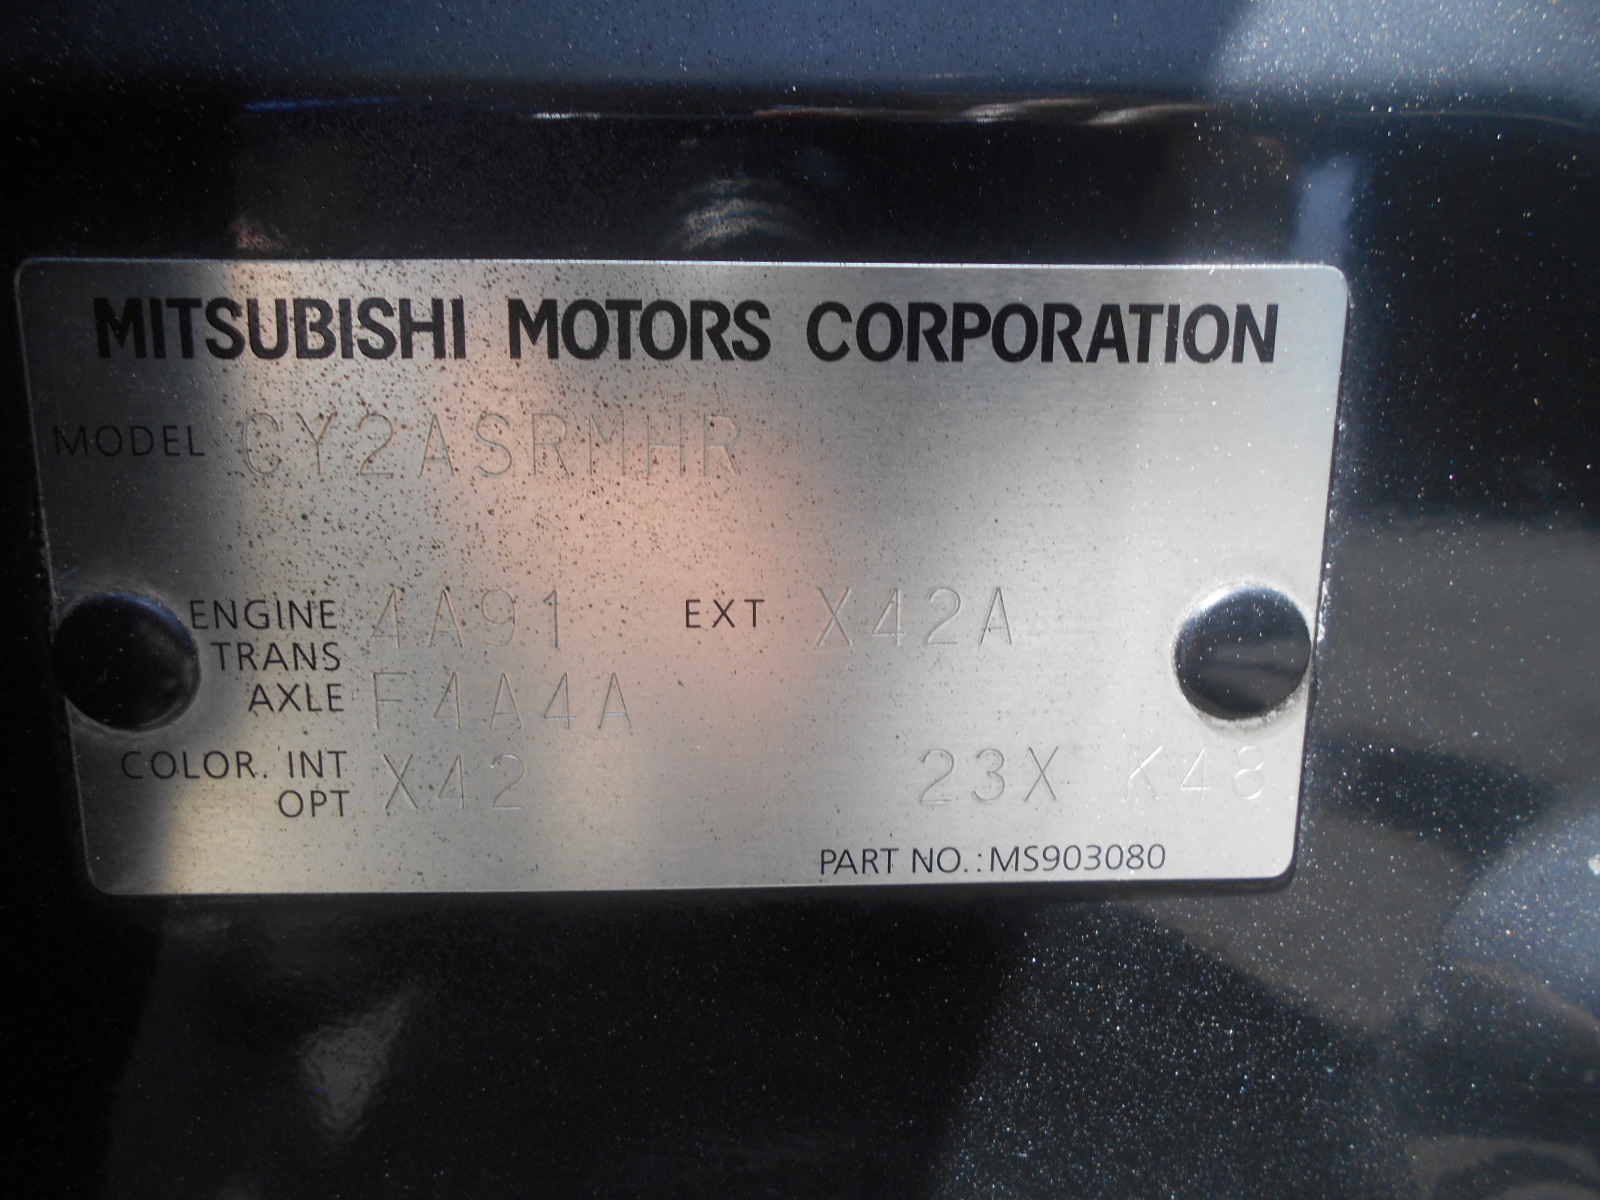 MITSUBISHI MOTORS CORPORATION
MODEL CY2ASRMHR
ENGINE 4A91 EXT X42A
TRANS
AXLE F4A4A
COLOR. INT X42 23X K48
OPT
PART NO.: MS903080